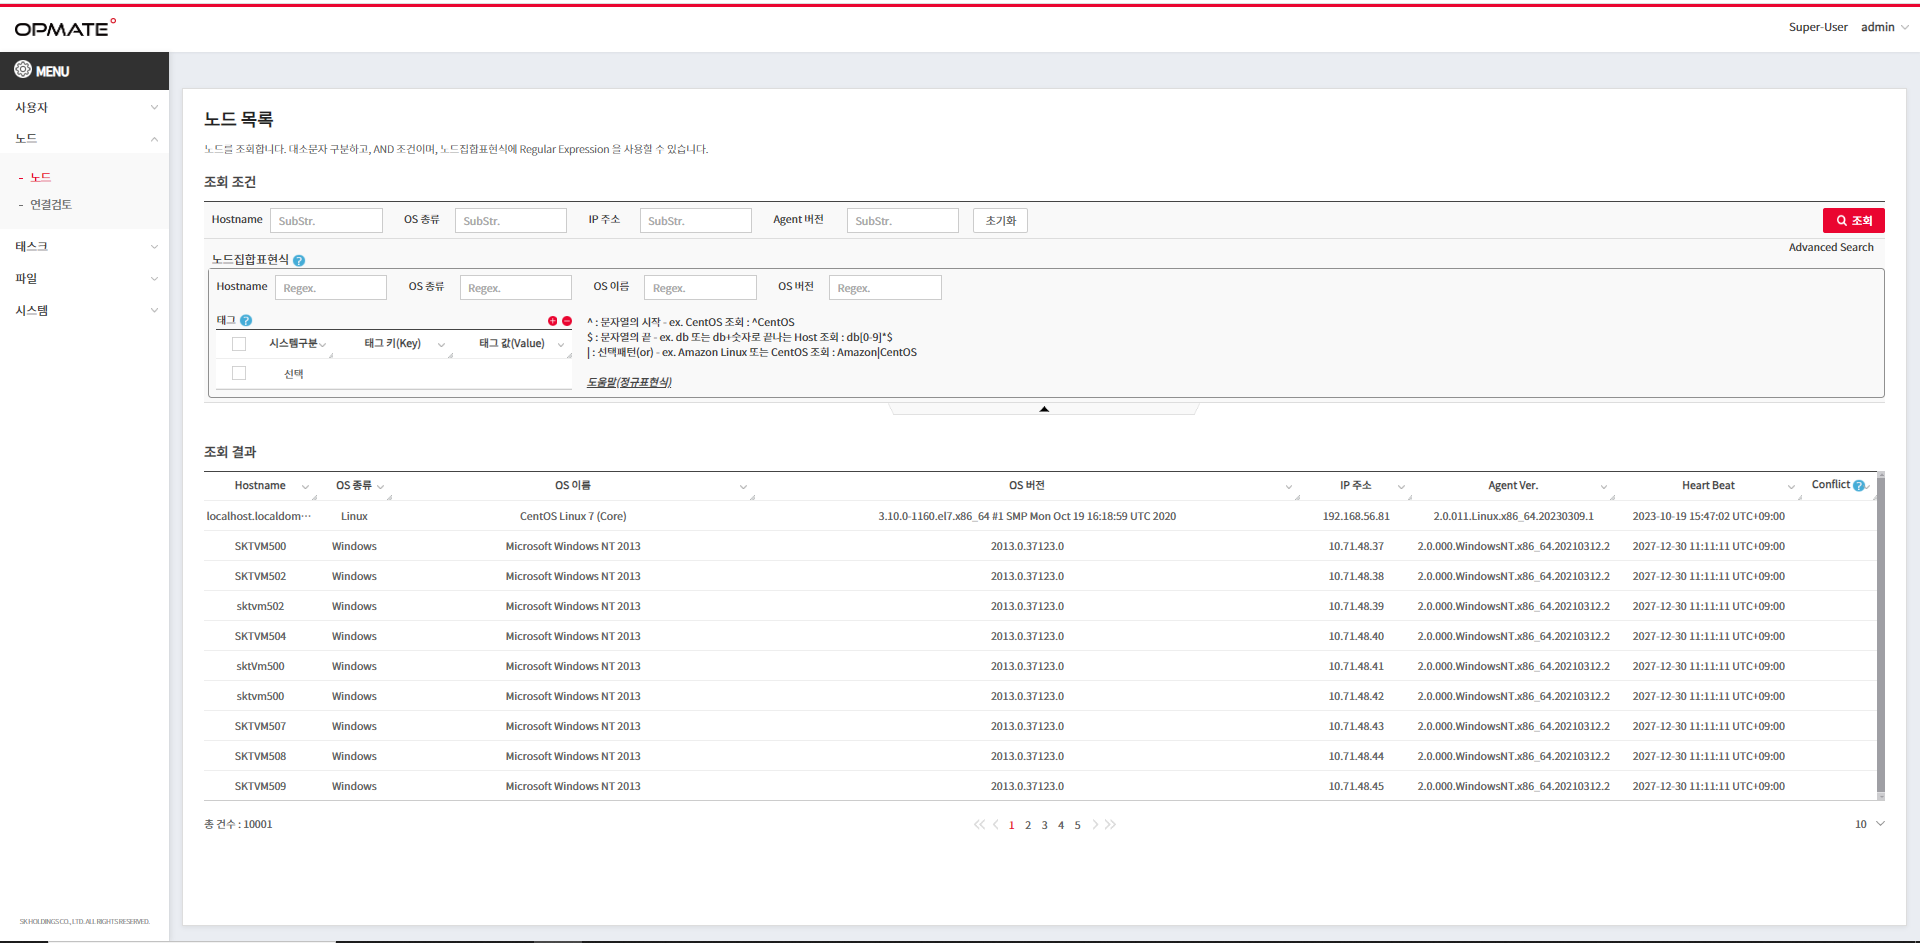 OPMATE
Super-User admin
MENU
사용자
노드
- 노드
- 연결검토
태스크
파일
시스템
노드 목록
노드를 조회합니다. 대소문자 구분하고, AND 조건이며, 노드집합표현식에 Regular Expression 을 사용할 수 있습니다.
조회 조건
Hostname SubStr. OS 종류 SubStr. IP 주소 SubStr. Agent 버전 SubStr. 초기화 조회
Advanced Search
노드집합표현식 ?
Hostname Regex. OS 종류 Regex. OS 이름 Regex. OS 버전 Regex.
태그 ?
시스템구분 태그 키(Key) 태그 값(Value)
선택
^ : 문자열의 시작 - ex. CentOS 조회 : ^CentOS
$ : 문자열의 끝 - ex. db 또는 db+숫자로 끝나는 Host 조회 : db[0-9]*$
| : 선택패턴(or) - ex. Amazon Linux 또는 CentOS 조회 : Amazon|CentOS
도움말(정규표현식)
조회 결과
Hostname OS 종류 OS 이름 OS 버전 IP 주소 Agent Ver. Heart Beat Conflict ?
localhost.localdom··· Linux CentOS Linux 7 (Core) 3.10.0-1160.el7.x86_64 #1 SMP Mon Oct 19 16:18:59 UTC 2020 192.168.56.81 2.0.011.Linux.x86_64.20230309.1 2023-10-19 15:47:02 UTC+09:00
SKTVM500 Windows Microsoft Windows NT 2013 2013.0.37123.0 10.71.48.37 2.0.000.WindowsNT.x86_64.20210312.2 2027-12-30 11:11:11 UTC+09:00
SKTVM502 Windows Microsoft Windows NT 2013 2013.0.37123.0 10.71.48.38 2.0.000.WindowsNT.x86_64.20210312.2 2027-12-30 11:11:11 UTC+09:00
sktvm502 Windows Microsoft Windows NT 2013 2013.0.37123.0 10.71.48.39 2.0.000.WindowsNT.x86_64.20210312.2 2027-12-30 11:11:11 UTC+09:00
SKTVM504 Windows Microsoft Windows NT 2013 2013.0.37123.0 10.71.48.40 2.0.000.WindowsNT.x86_64.20210312.2 2027-12-30 11:11:11 UTC+09:00
sktVm500 Windows Microsoft Windows NT 2013 2013.0.37123.0 10.71.48.41 2.0.000.WindowsNT.x86_64.20210312.2 2027-12-30 11:11:11 UTC+09:00
sktvm500 Windows Microsoft Windows NT 2013 2013.0.37123.0 10.71.48.42 2.0.000.WindowsNT.x86_64.20210312.2 2027-12-30 11:11:11 UTC+09:00
SKTVM507 Windows Microsoft Windows NT 2013 2013.0.37123.0 10.71.48.43 2.0.000.WindowsNT.x86_64.20210312.2 2027-12-30 11:11:11 UTC+09:00
SKTVM508 Windows Microsoft Windows NT 2013 2013.0.37123.0 10.71.48.44 2.0.000.WindowsNT.x86_64.20210312.2 2027-12-30 11:11:11 UTC+09:00
SKTVM509 Windows Microsoft Windows NT 2013 2013.0.37123.0 10.71.48.45 2.0.000.WindowsNT.x86_64.20210312.2 2027-12-30 11:11:11 UTC+09:00
총 건수 : 10001
1 2 3 4 5
10
SK HOLDINGS CO., LTD. ALL RIGHTS RESERVED.